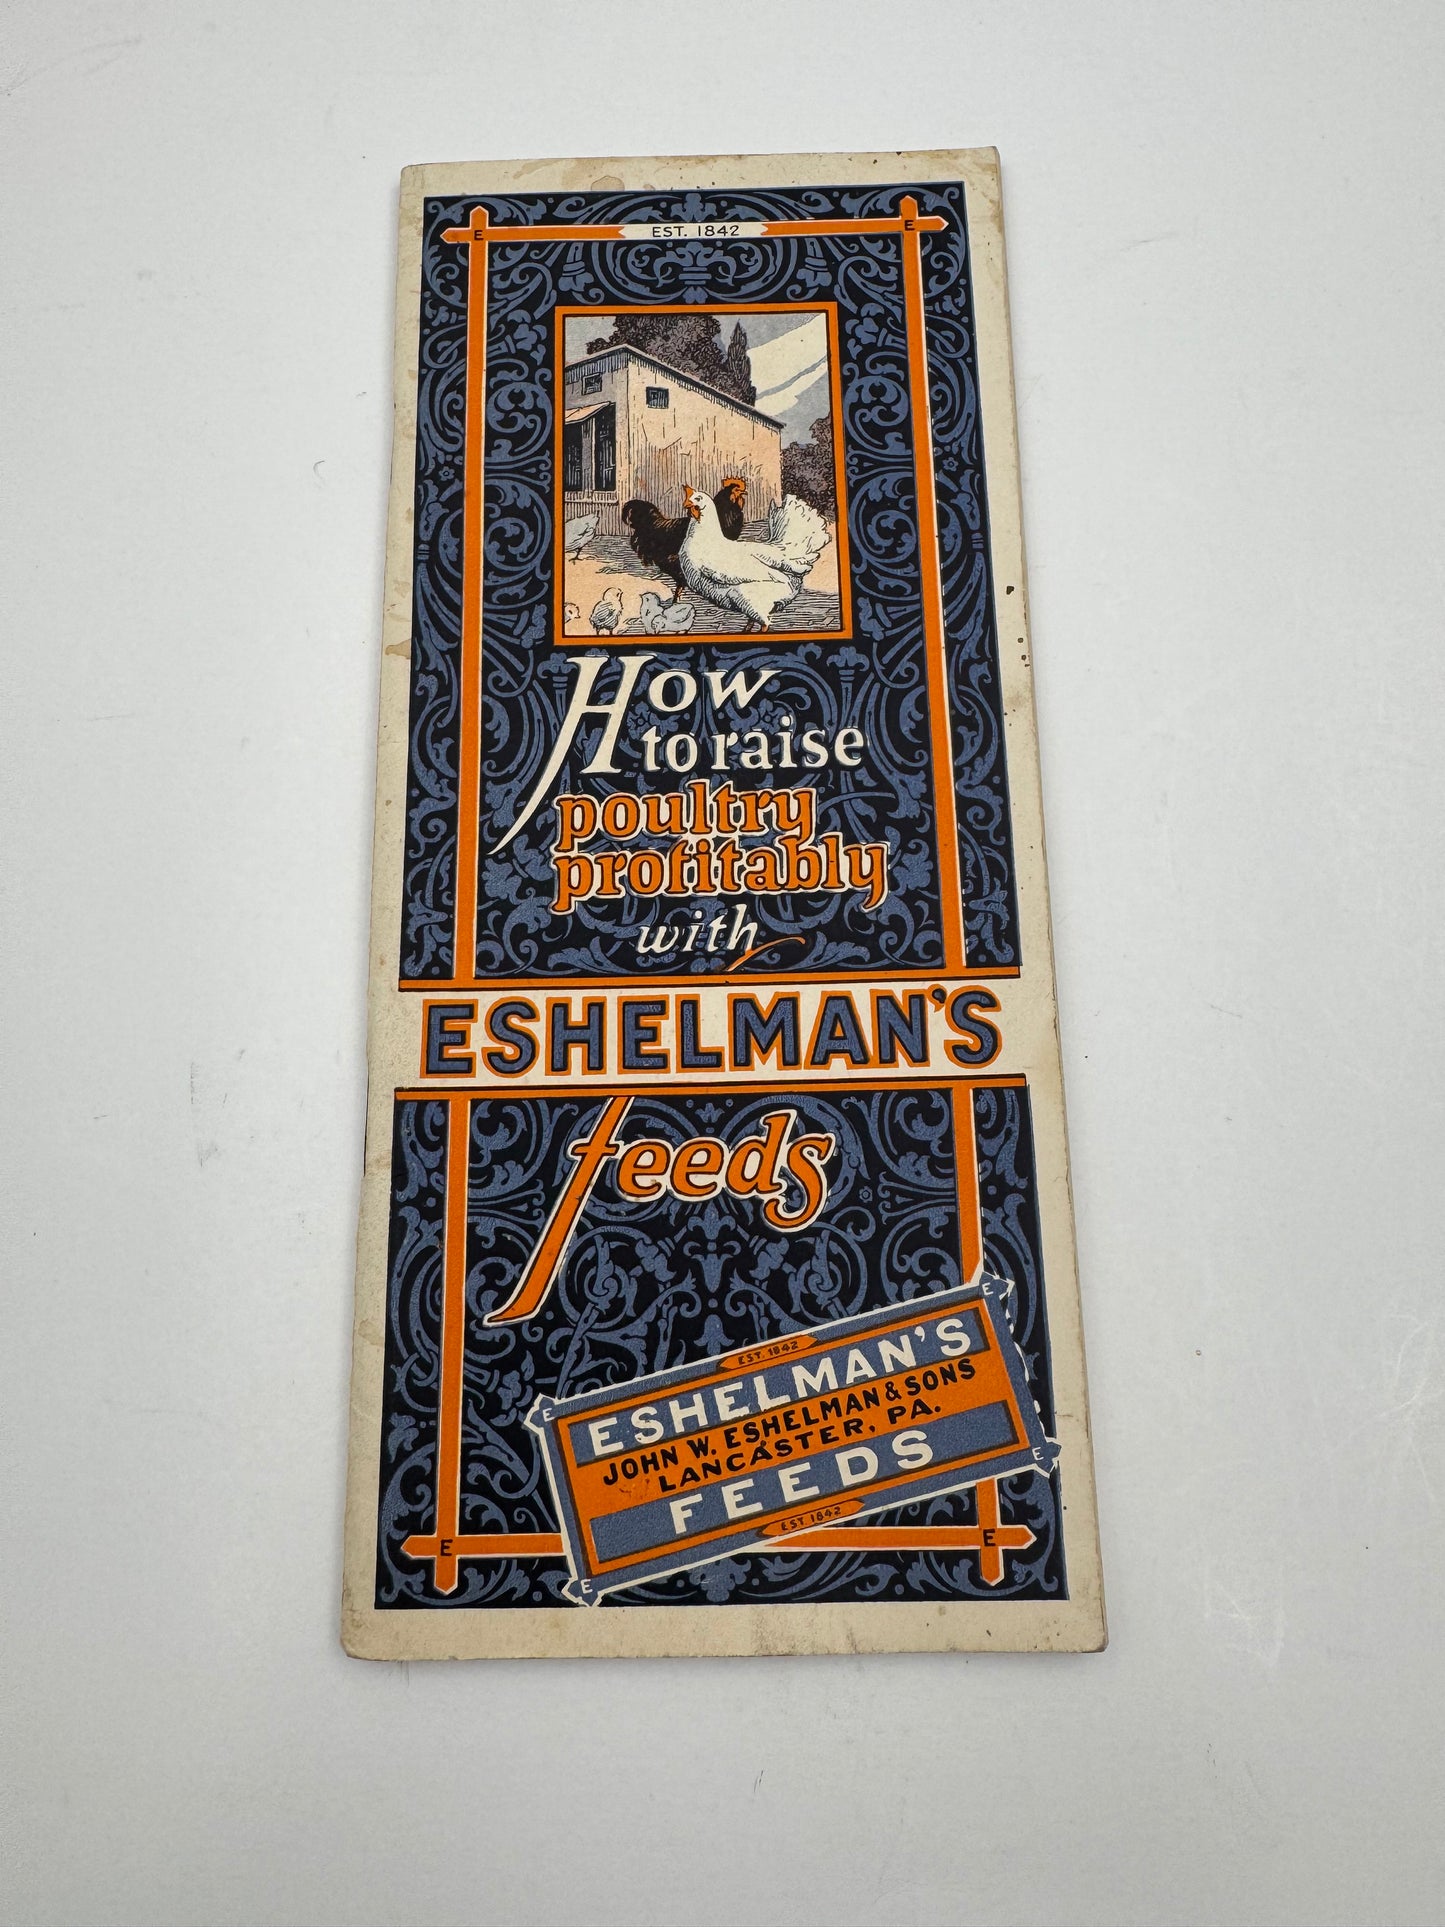 E EST. 1842 E
How
to raise
poultry
profitably
with
ESHELMAN'S
feeds
E
EST. 1842
ESHELMAN'S
E
JOHN W. ESHELMAN & SONS
LANCASTER, PA.
FEEDS
E
EST. 1842
E E
E